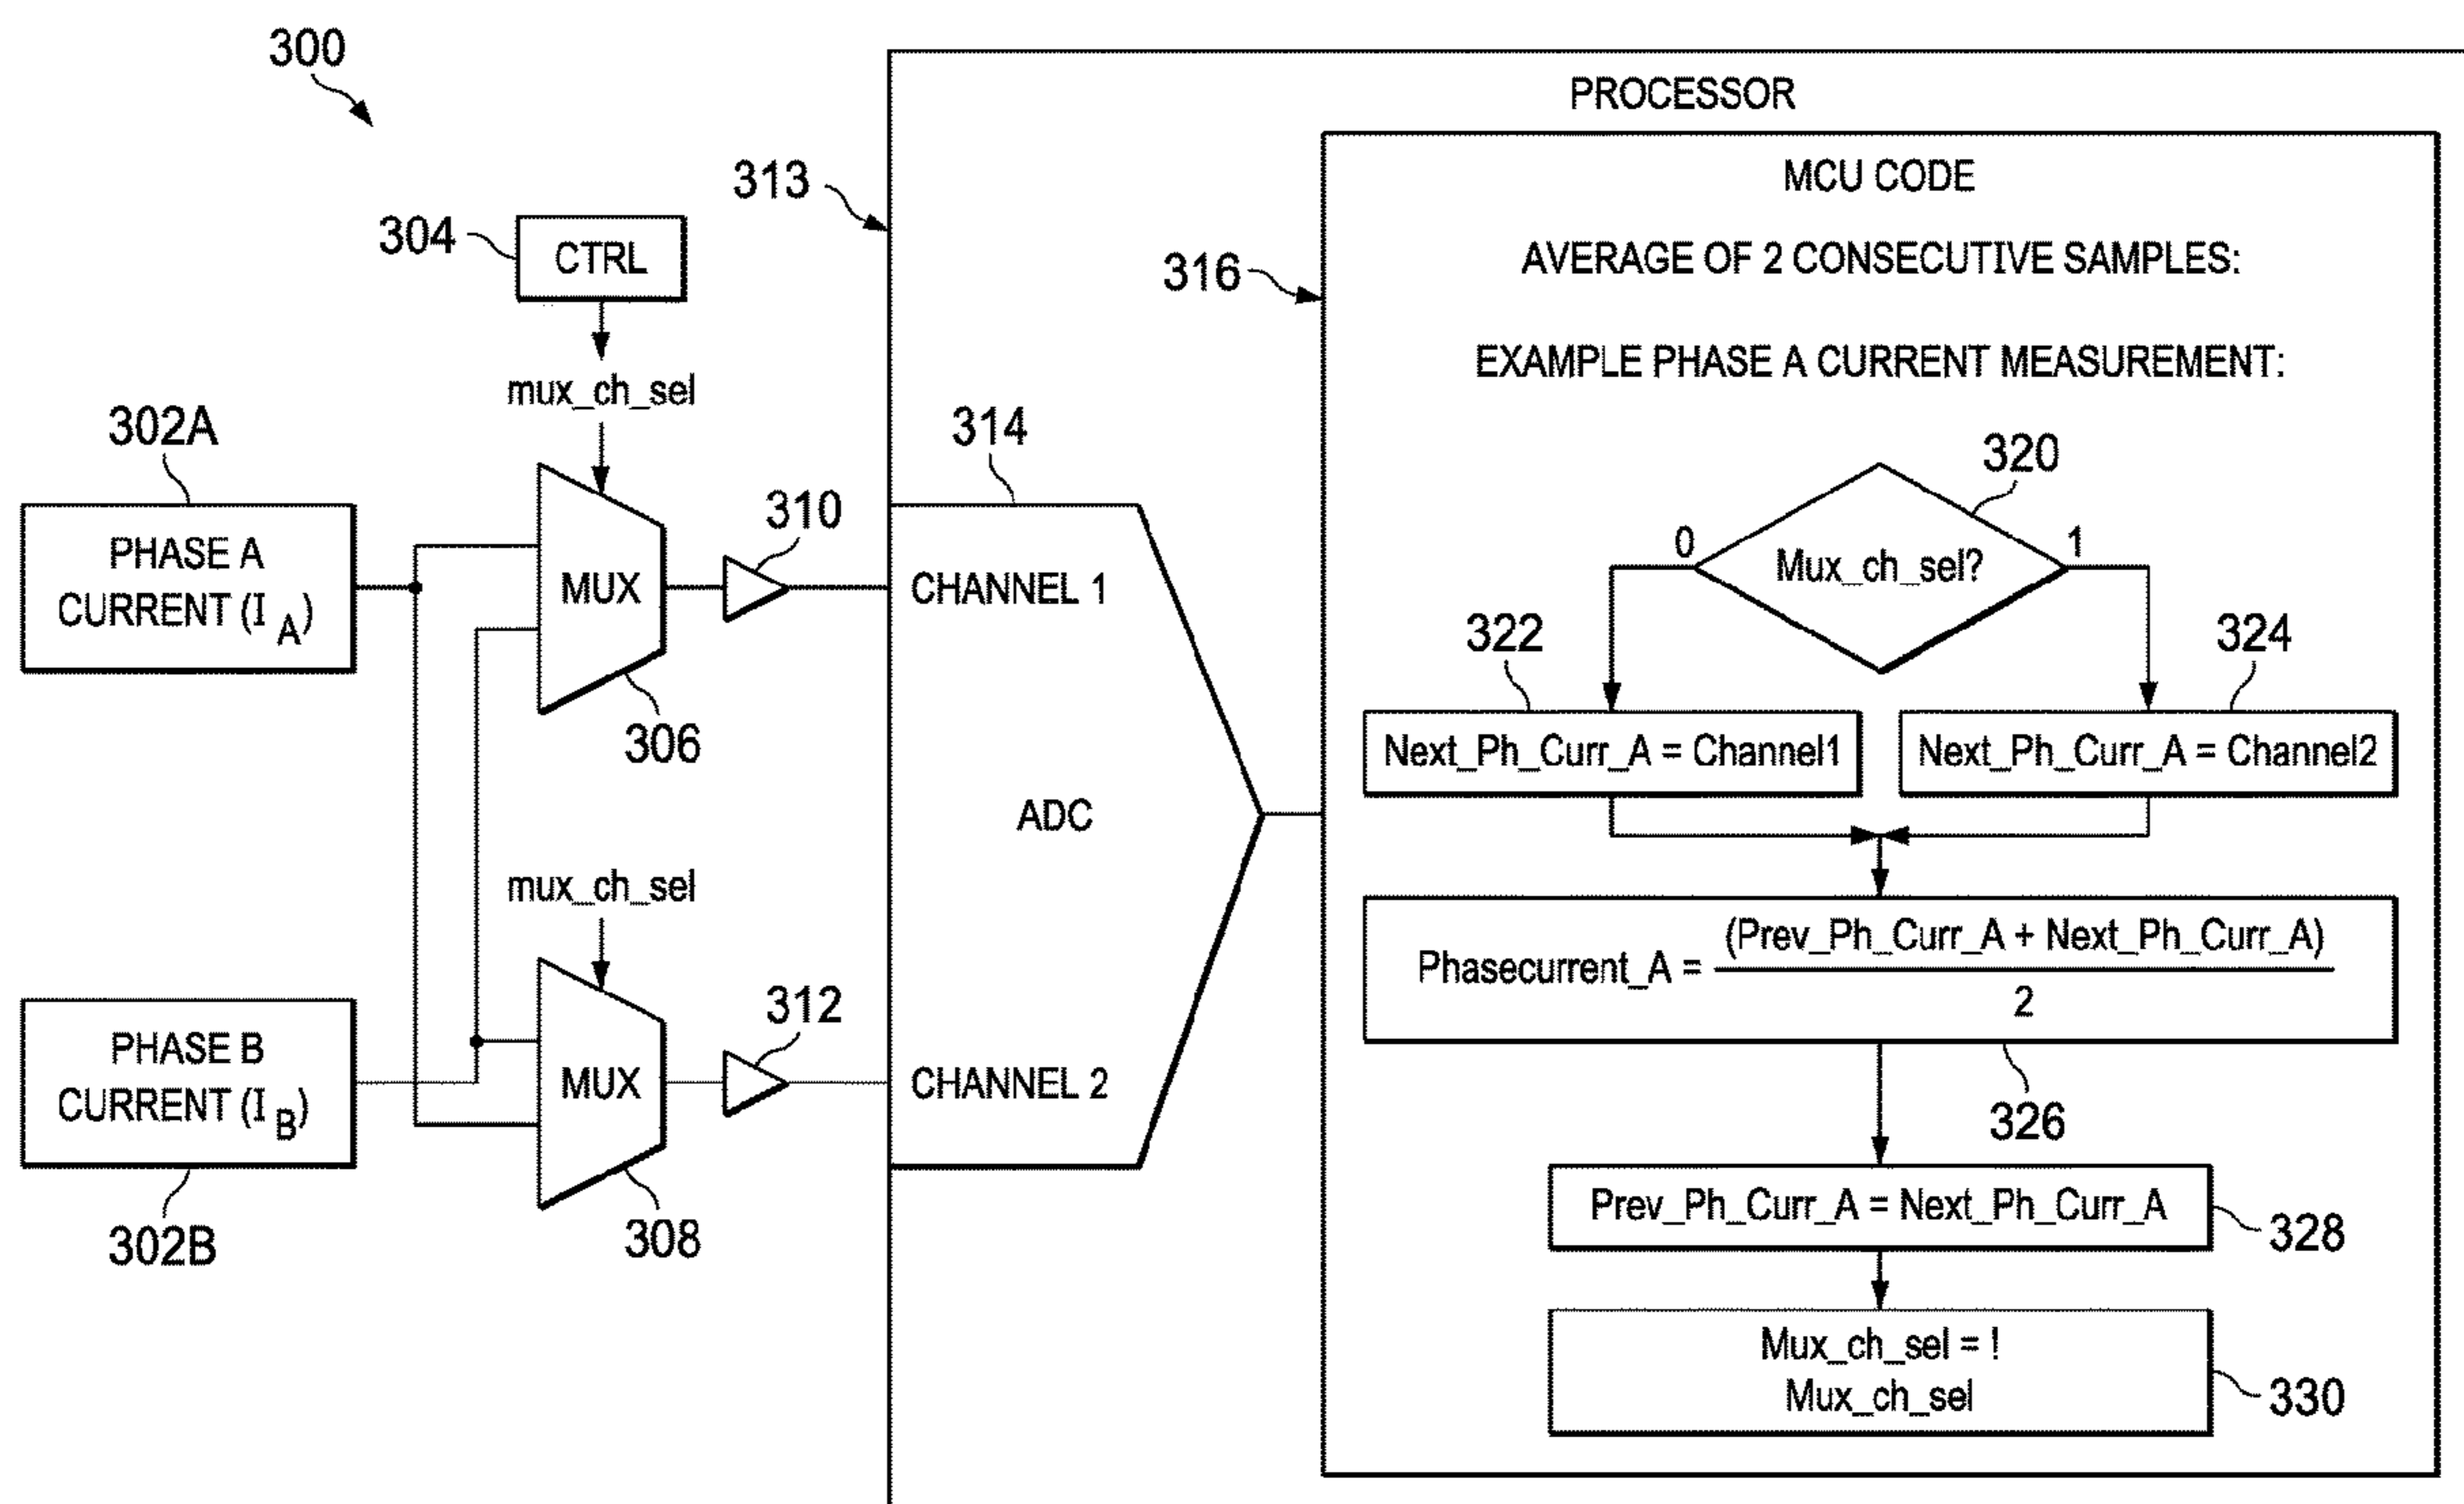 300
PROCESSOR
MCU CODE
313
304
CTRL
316
AVERAGE OF 2 CONSECUTIVE SAMPLES:
EXAMPLE PHASE A CURRENT MEASUREMENT:
mux_ch_sel
302A
314
320
310
PHASE A
CURRENT (I A)
MUX
CHANNEL 1
0
Mux_ch_sel?
1
306
322
324
Next_Ph_Curr_A = Channel1
Next_Ph_Curr_A = Channel2
ADC
mux_ch_sel
(Prev_Ph_Curr_A + Next_Ph_Curr_A)
Phasecurrent_A =
2
312
PHASE B
CURRENT (I B)
MUX
CHANNEL 2
326
302B
308
Prev_Ph_Curr_A = Next_Ph_Curr_A
328
Mux_ch_sel = !
Mux_ch_sel
330